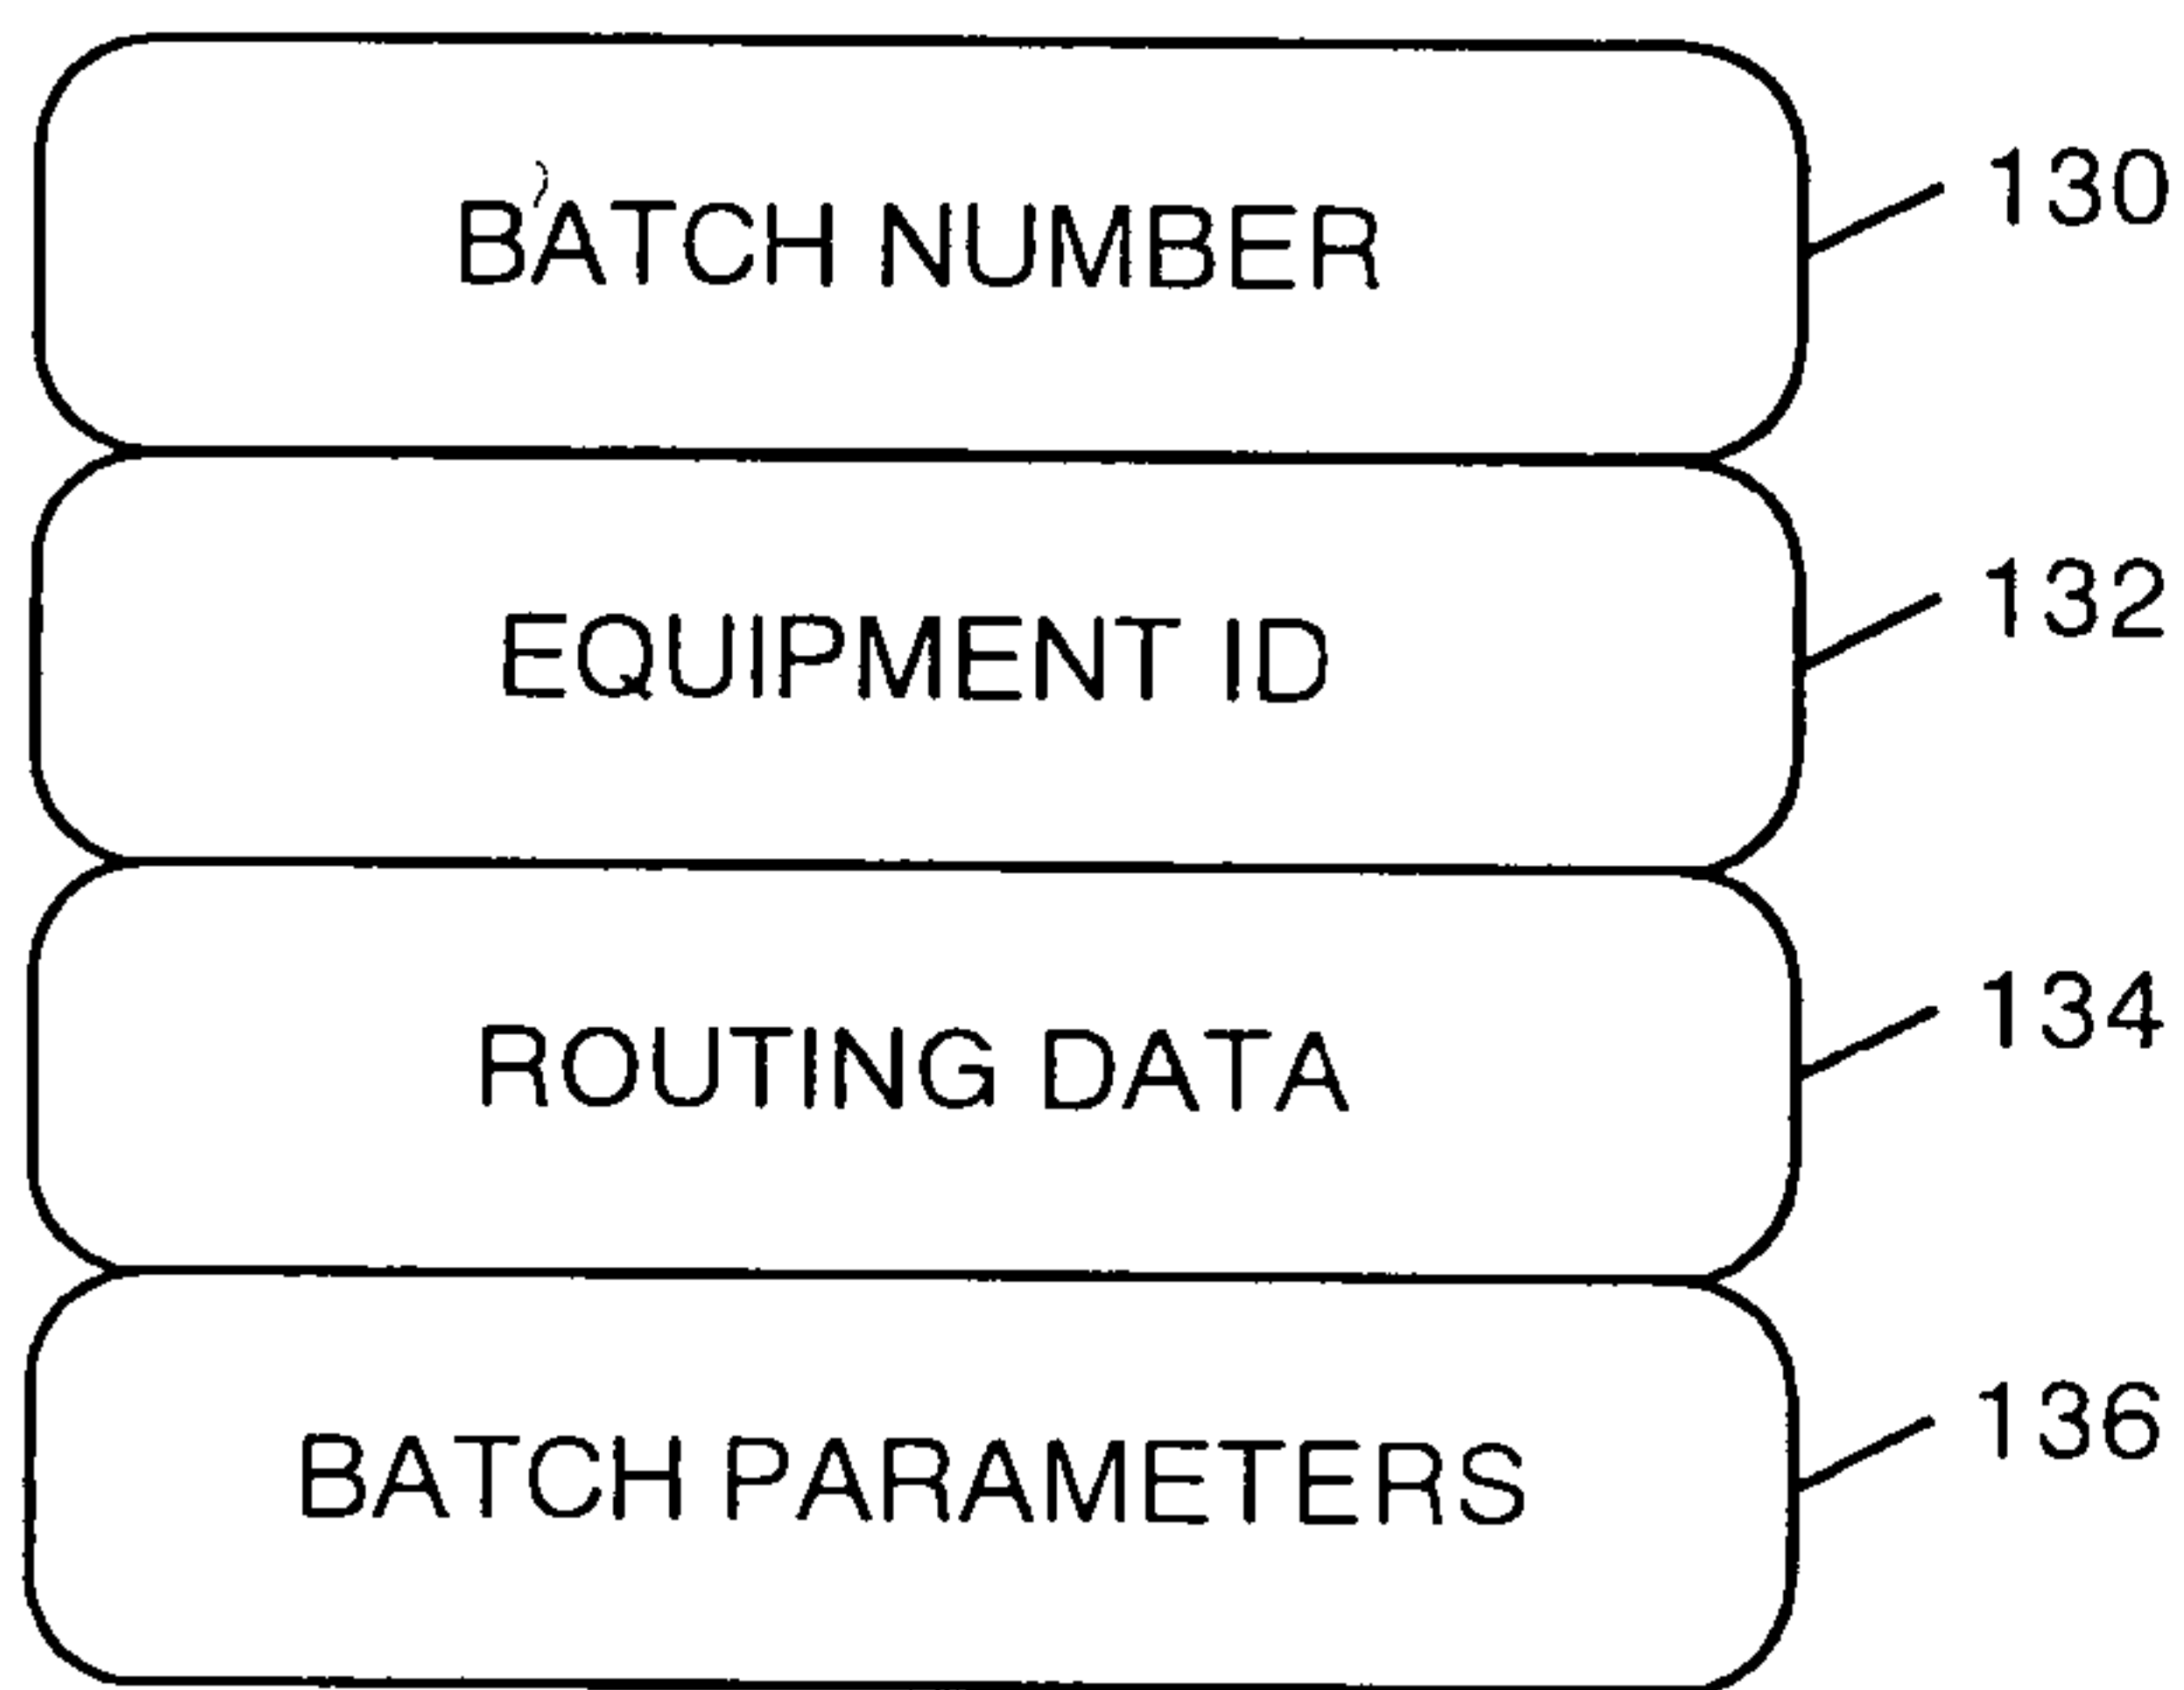 BATCH NUMBER
130
EQUIPMENT ID
132
ROUTING DATA
134
BATCH PARAMETERS
136